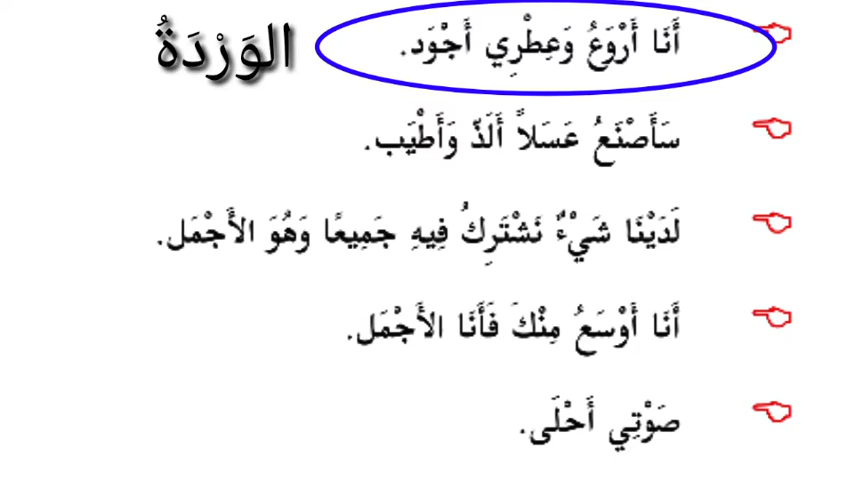 أَنَا أَرْوَعُ وَعِطْرِي أَجْوَد.
الوَرْدَةُ
سَأَصْنَعُ عَسَلاً أَلَذّ وَأَطْيَب.
لَدَيْنَا شَيْءٌ نَشْتَرِكُ فِيهِ جَمِيعًا وَهُوَ الأَجْمَل.
أَنَا أَوْسَعُ مِنْكَ فَأَنَا الأَجْمَل.
صَوْتِي أَحْلَى.